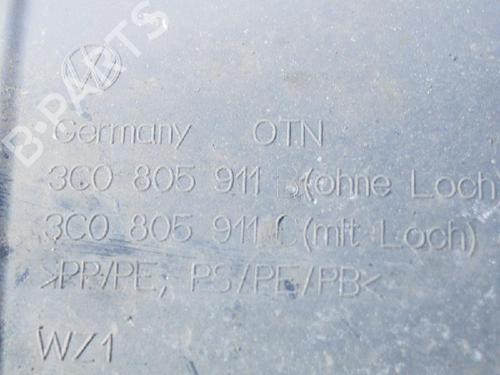 B-PARTS
Germany OTN
3C0 805 911 (ohne Loch
3C0 805 911 C (mit Loch)
>PP/PE, PS/PE/PB<
WZ1